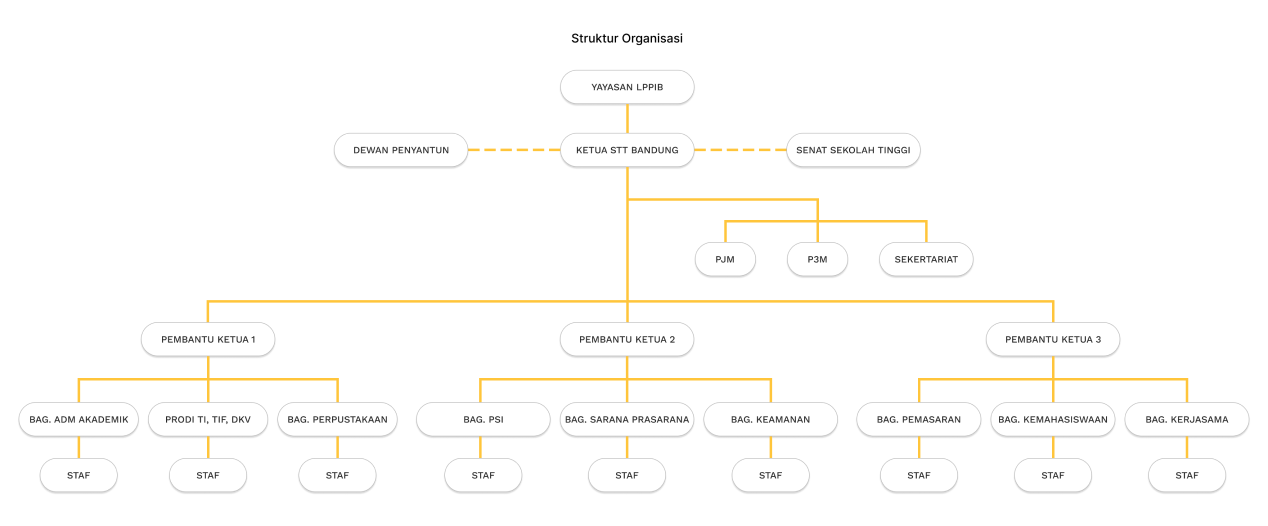 Struktur Organisasi
YAYASAN LPPIB
DEWAN PENYANTUN
KETUA STT BANDUNG
SENAT SEKOLAH TINGGI
PJM
P3M
SEKERTARIAT
PEMBANTU KETUA 1
PEMBANTU KETUA 2
PEMBANTU KETUA 3
BAG. ADM AKADEMIK
PRODI TI, TIF, DKV
BAG. PERPUSTAKAAN
BAG. PSI
BAG. SARANA PRASARANA
BAG. KEAMANAN
BAG. PEMASARAN
BAG. KEMAHASISWAAN
BAG. KERJASAMA
STAF
STAF
STAF
STAF
STAF
STAF
STAF
STAF
STAF